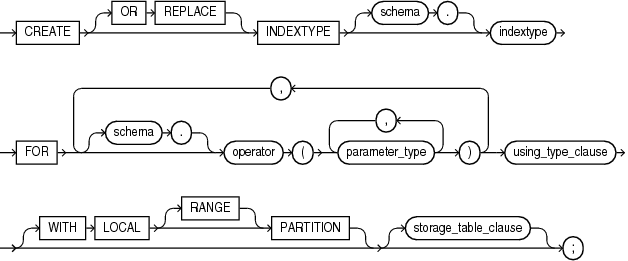 CREATE OR REPLACE INDEXTYPE schema . indextype
FOR schema . operator ( parameter_type , ) , using_type_clause
WITH LOCAL RANGE PARTITION storage_table_clause ;